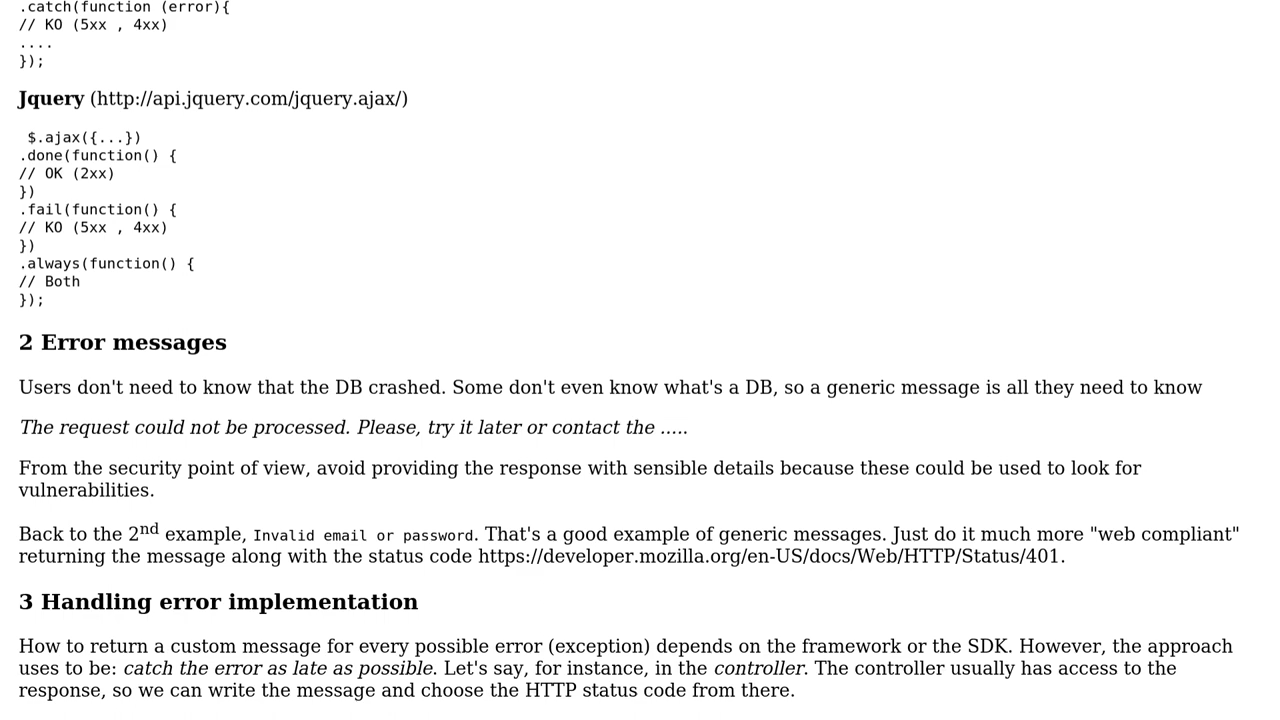 .catch(function (error){
// KO (5xx , 4xx)
....
});
Jquery (http://api.jquery.com/jquery.ajax/)
$.ajax({...})
.done(function() {
// OK (2xx)
})
.fail(function() {
// KO (5xx , 4xx)
})
.always(function() {
// Both
});
2 Error messages
Users don't need to know that the DB crashed. Some don't even know what's a DB, so a generic message is all they need to know
The request could not be processed. Please, try it later or contact the .....
From the security point of view, avoid providing the response with sensible details because these could be used to look for
vulnerabilities.
Back to the 2nd example, Invalid email or password. That's a good example of generic messages. Just do it much more "web compliant"
returning the message along with the status code https://developer.mozilla.org/en-US/docs/Web/HTTP/Status/401.
3 Handling error implementation
How to return a custom message for every possible error (exception) depends on the framework or the SDK. However, the approach
uses to be: catch the error as late as possible. Let's say, for instance, in the controller. The controller usually has access to the
response, so we can write the message and choose the HTTP status code from there.